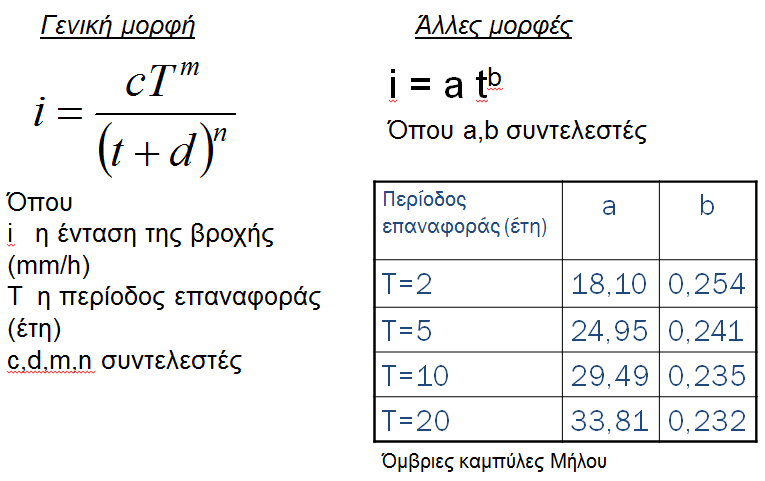 Γενική μορφή
i = cT^m / (t + d)^n
Όπου
i η ένταση της βροχής
(mm/h)
Τ η περίοδος επαναφοράς
(έτη)
c,d,m,n συντελεστές
Άλλες μορφές
i = a t^b
Όπου a,b συντελεστές
Περίοδος επαναφοράς (έτη) a b
T=2 18,10 0,254
T=5 24,95 0,241
T=10 29,49 0,235
T=20 33,81 0,232
Όμβριες καμπύλες Μήλου